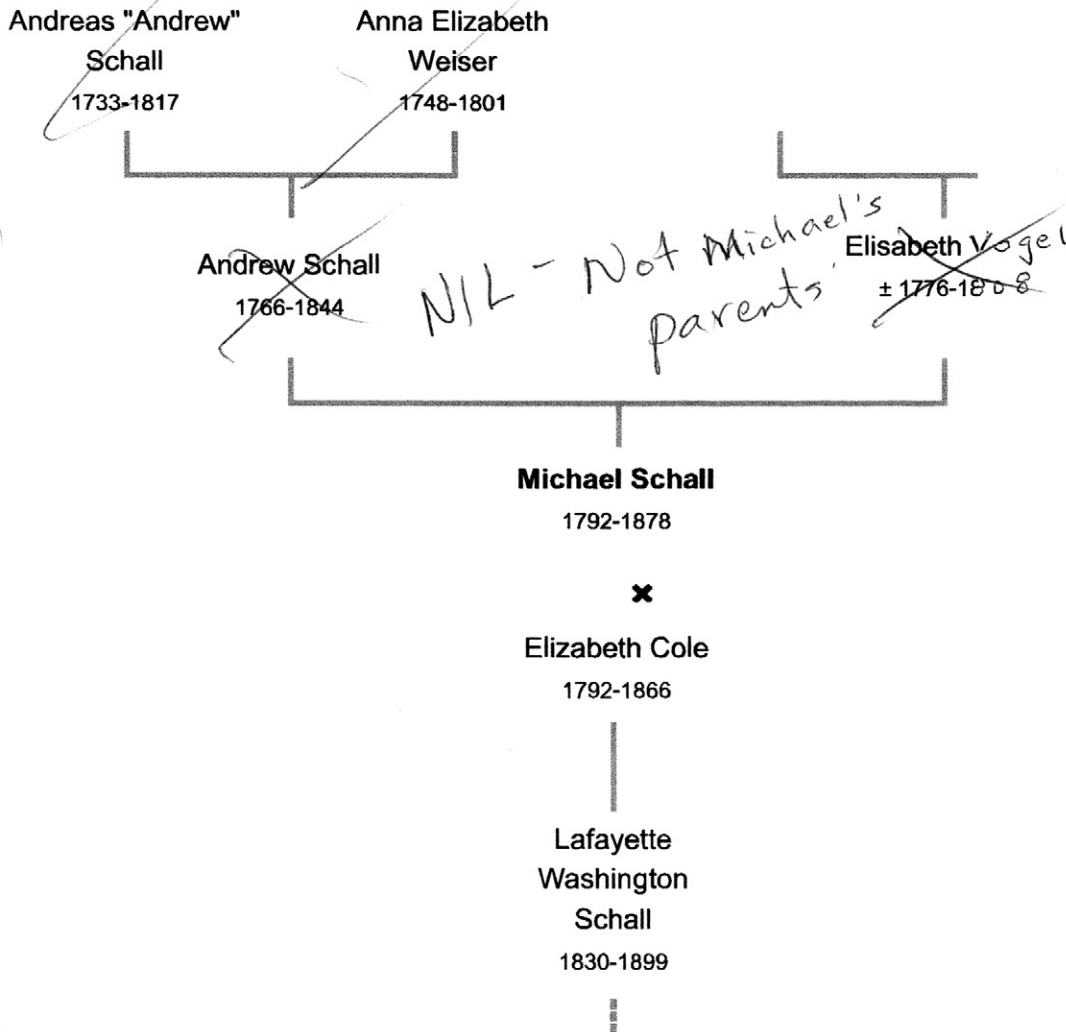 Andreas "Andrew" Schall
1733-1817
Anna Elizabeth Weiser
1748-1801
Andrew Schall
1766-1844
N/L - Not Michael's
parents
Elisabeth Vogel
± 1776-1808
Michael Schall
1792-1878
×
Elizabeth Cole
1792-1866
Lafayette
Washington
Schall
1830-1899